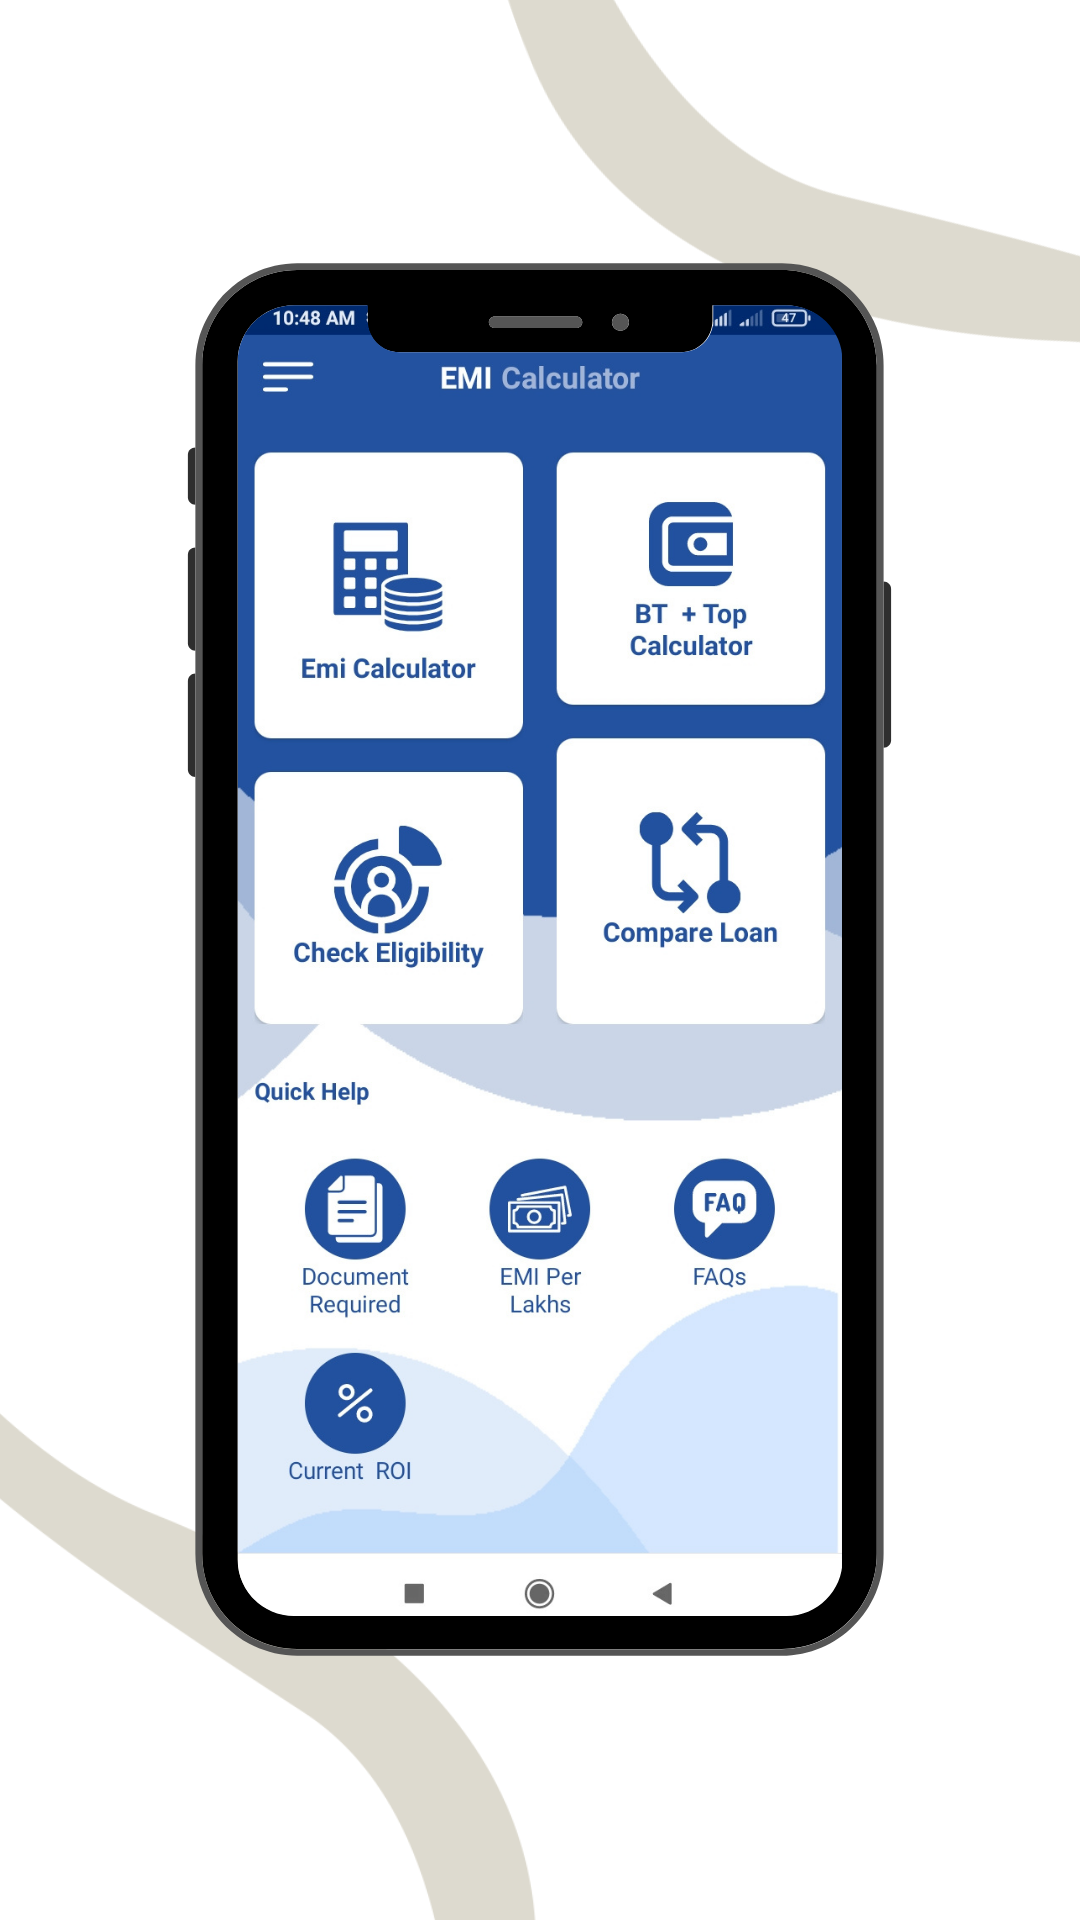 10:48 AM
47
EMI Calculator
Emi Calculator
BT + Top
Calculator
Check Eligibility
Compare Loan
Quick Help
FAQ
Document
Required
EMI Per
Lakhs
FAQs
Current ROI